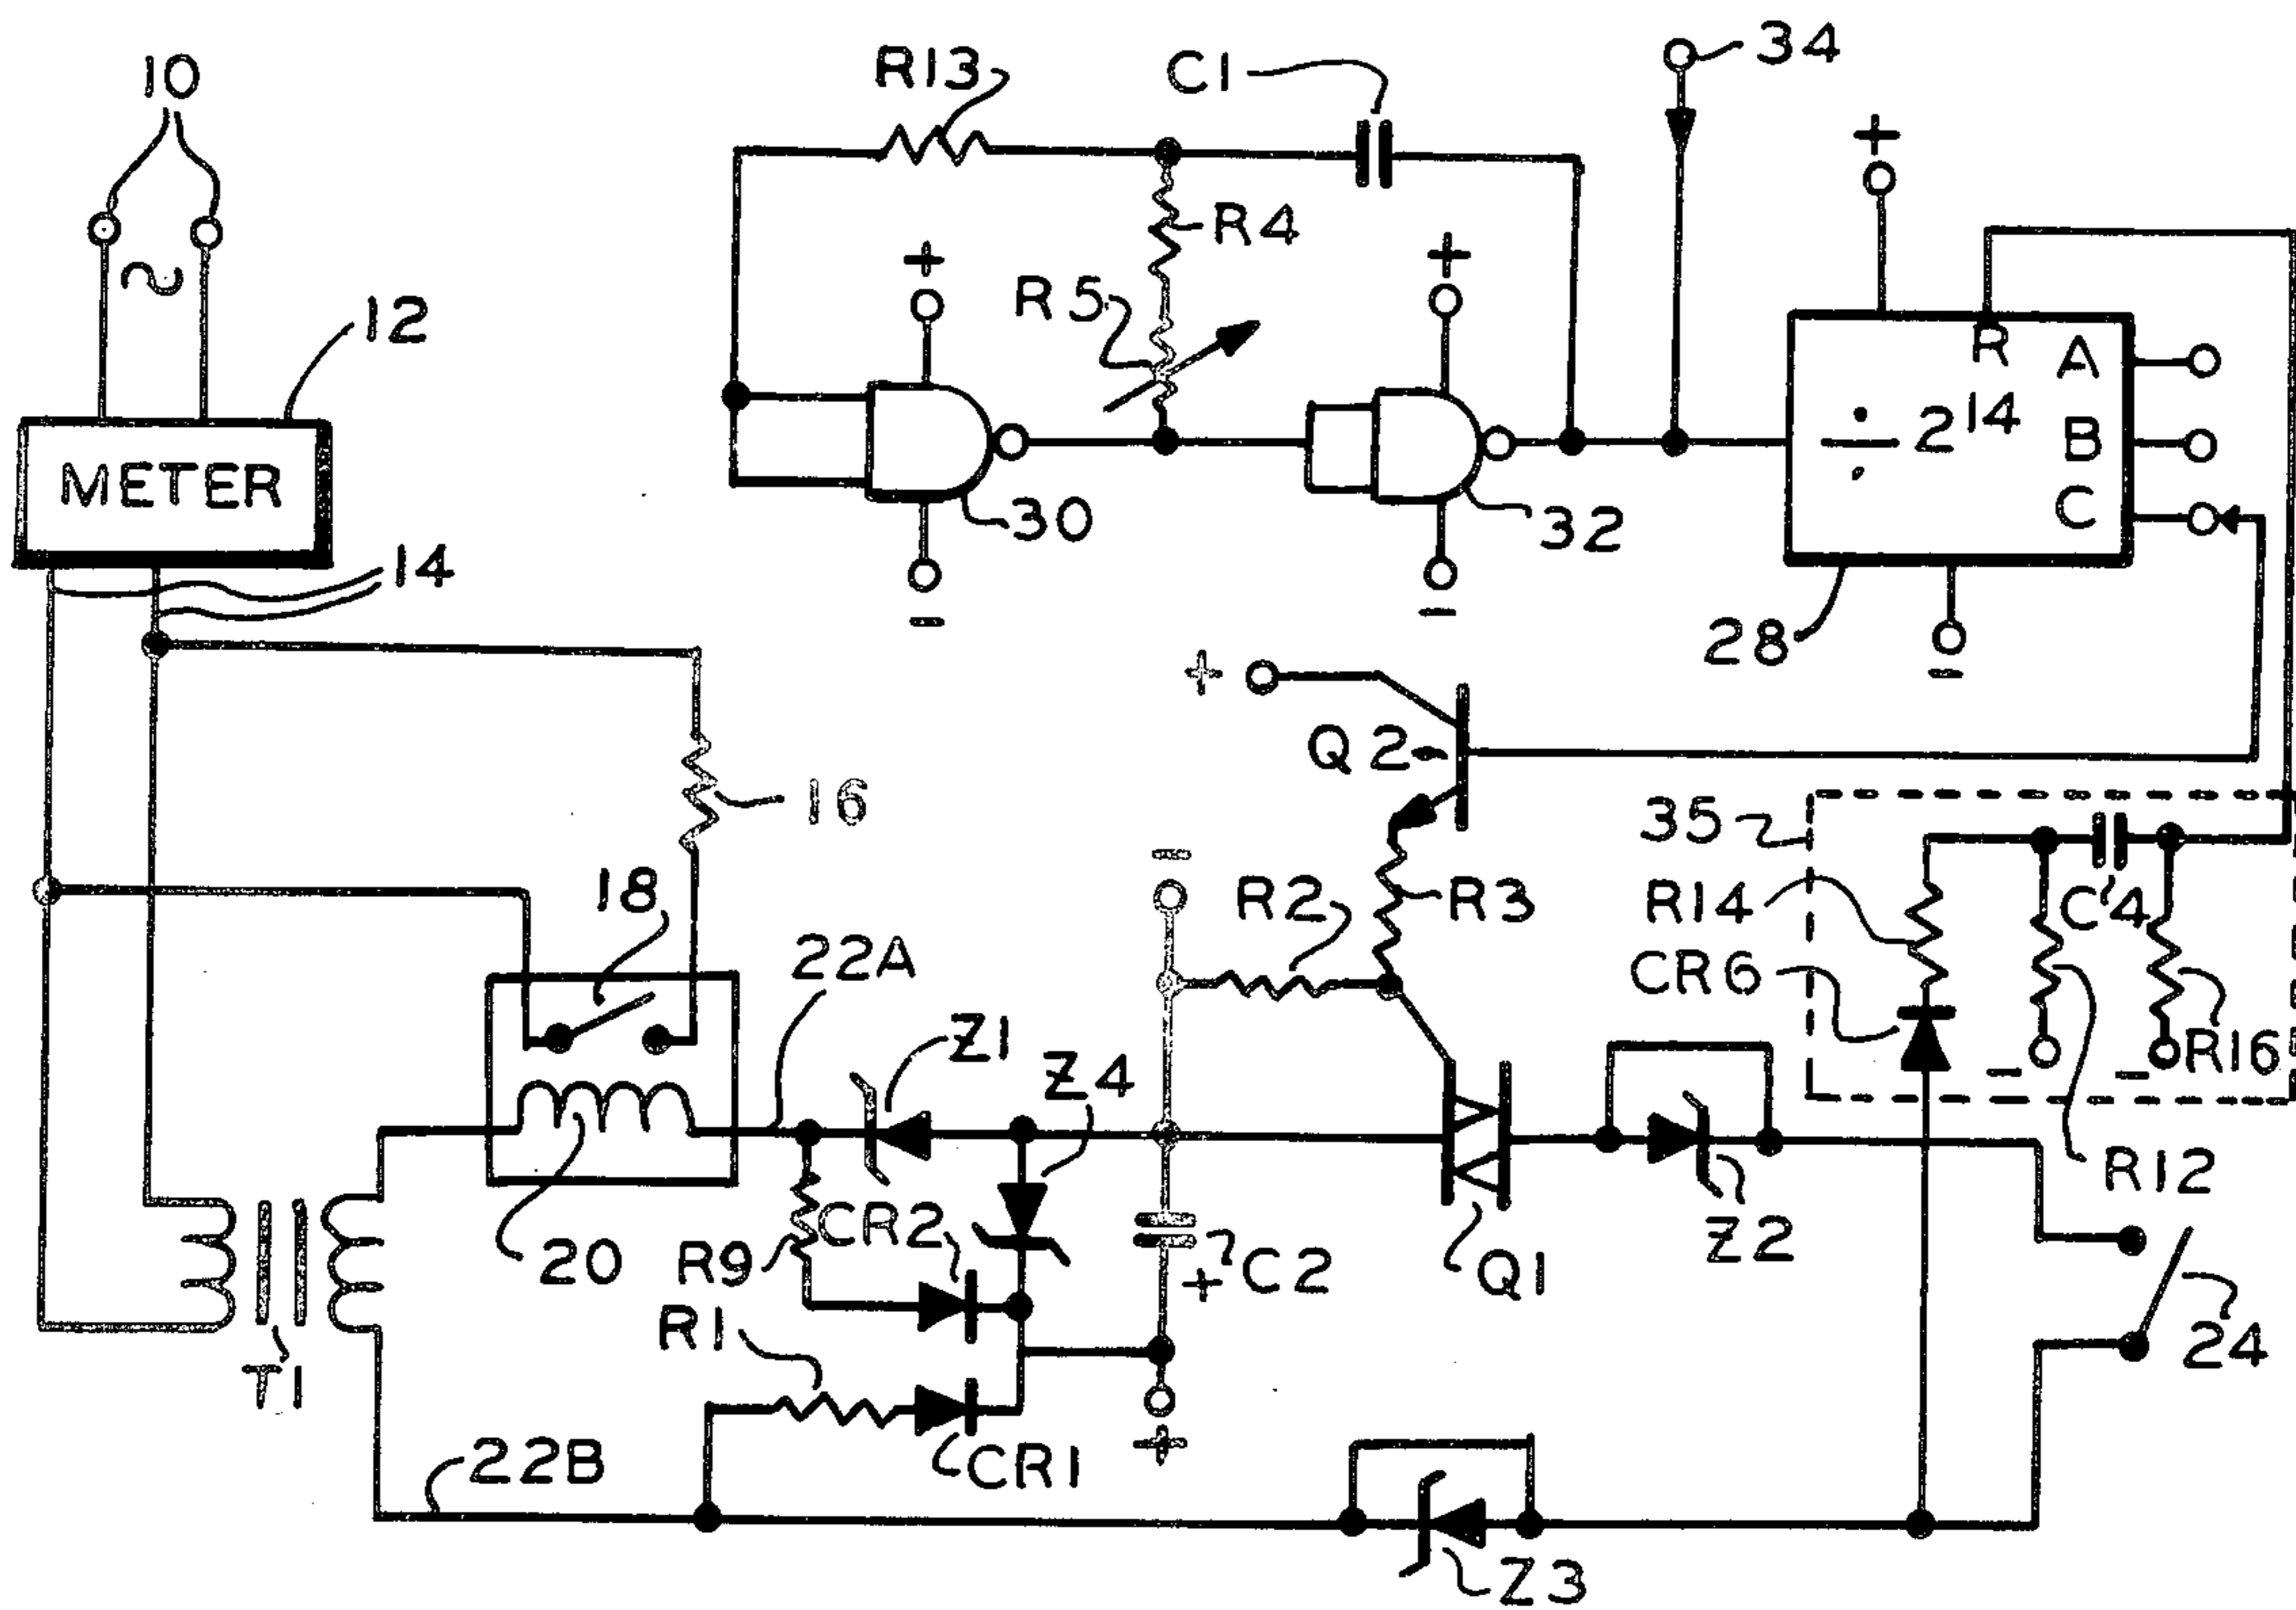 10
R13
C1
34
+
R4
+
+
R5
12
R
A
÷ 2^14
B
C
METER
30
32
14
28
-
-
-
+
Q2
16
35
-
18
R2
R3
R14
C4
22A
CR6
Z1
Z4
R16
-
-
R12
20
CR2
R9
C2
+
Q1
Z2
R1
24
T1
+
CR1
22B
Z3